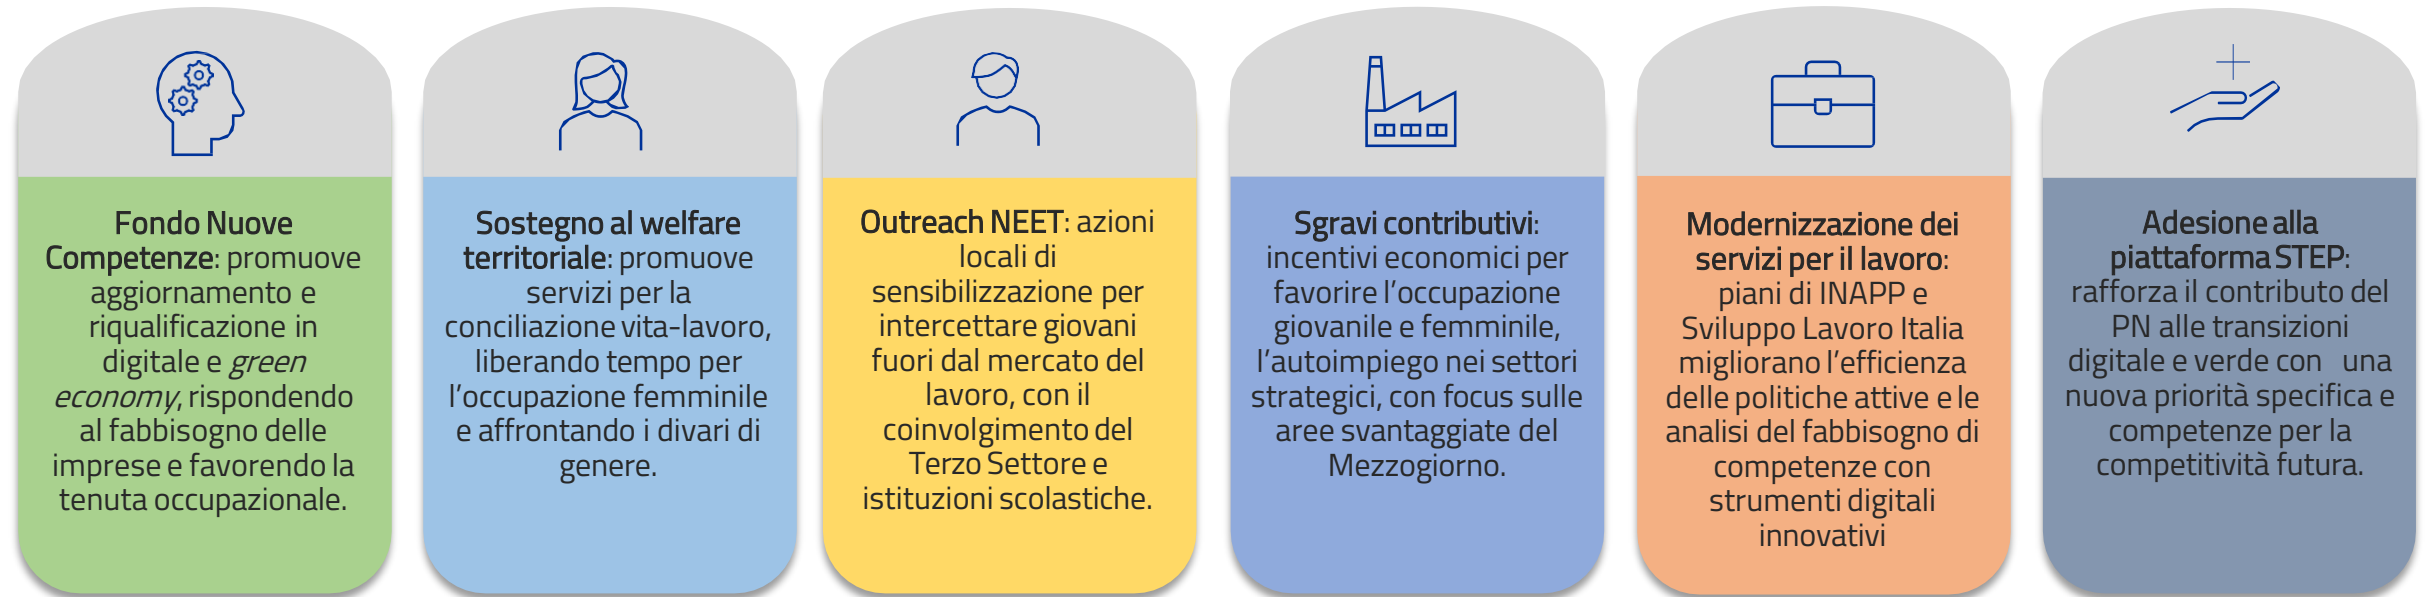 Fondo Nuove
Competenze: promuove
aggiornamento e
riqualificazione in
digitale e green
economy, rispondendo
al fabbisogno delle
imprese e favorendo la
tenuta occupazionale.
Sostegno al welfare
territoriale: promuove
servizi per la
conciliazione vita-lavoro,
liberando tempo per
l’occupazione femminile
e affrontando i divari di
genere.
Outreach NEET: azioni
locali di
sensibilizzazione per
intercettare giovani
fuori dal mercato del
lavoro, con il
coinvolgimento del
Terzo Settore e
istituzioni scolastiche.
Sgravi contributivi:
incentivi economici per
favorire l’occupazione
giovanile e femminile,
l’autoimpiego nei settori
strategici, con focus sulle
aree svantaggiate del
Mezzogiorno.
Modernizzazione dei
servizi per il lavoro:
piani di INAPP e
Sviluppo Lavoro Italia
migliorano l’efficienza
delle politiche attive e le
analisi del fabbisogno di
competenze con
strumenti digitali
innovativi
Adesione alla
piattaforma STEP:
rafforza il contributo del
PN alle transizioni
digitale e verde con una
nuova priorità specifica e
competenze per la
competitività futura.